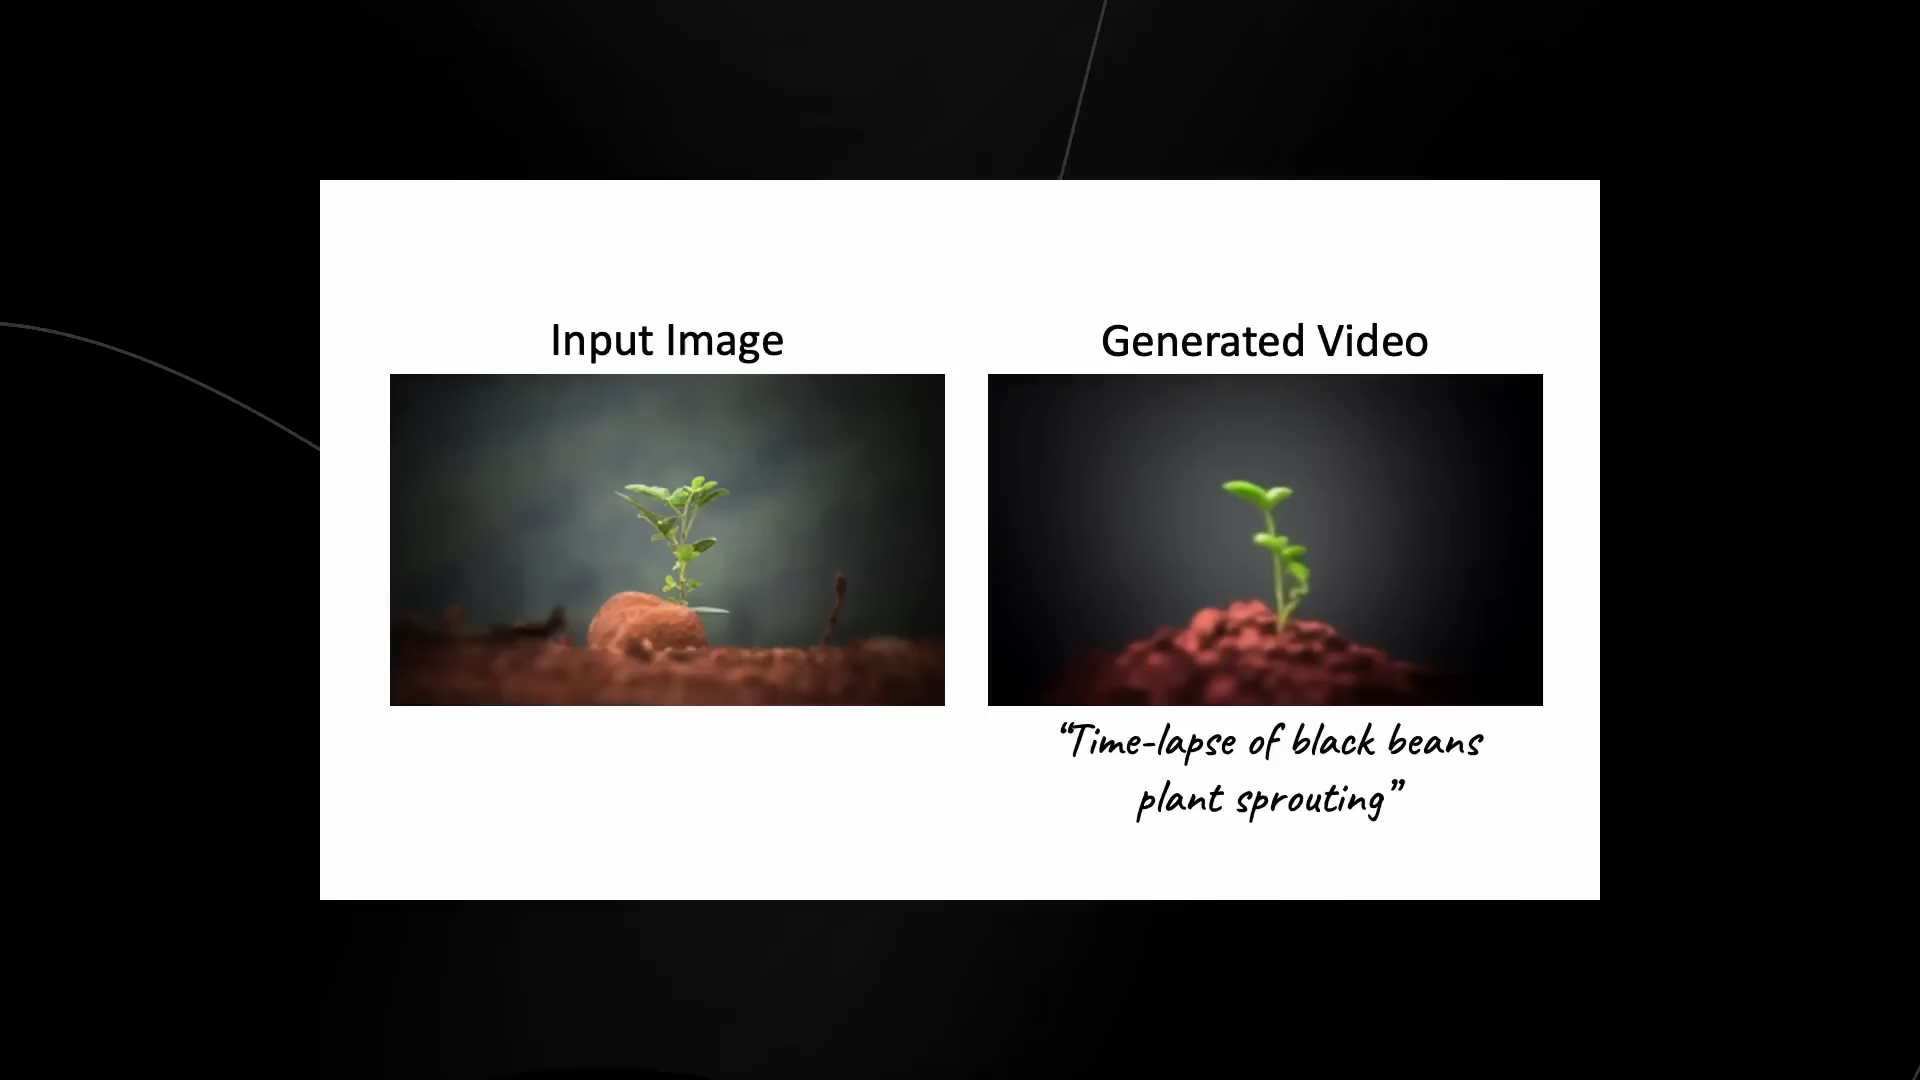 Input Image
Generated Video
“Time-lapse of black beans
plant sprouting”